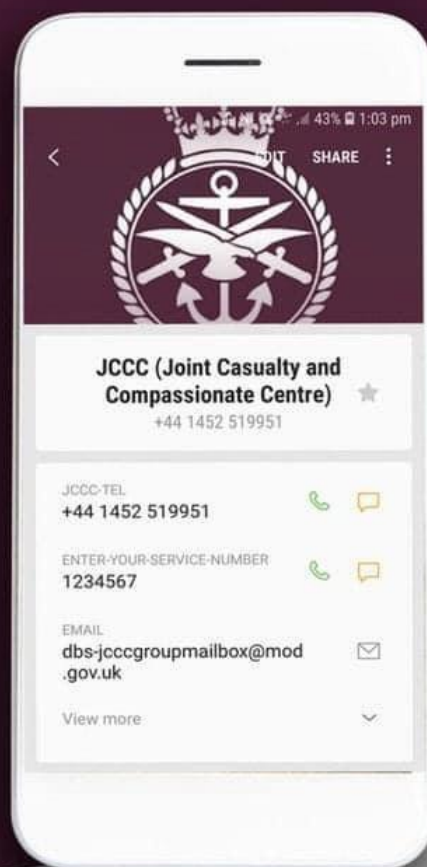 43% 1:03 pm
EDIT SHARE
JCCC (Joint Casualty and
Compassionate Centre)
+44 1452 519951
JCCC-TEL
+44 1452 519951
ENTER-YOUR-SERVICE-NUMBER
1234567
EMAIL
dbs-jcccgroupmailbox@mod
.gov.uk
View more